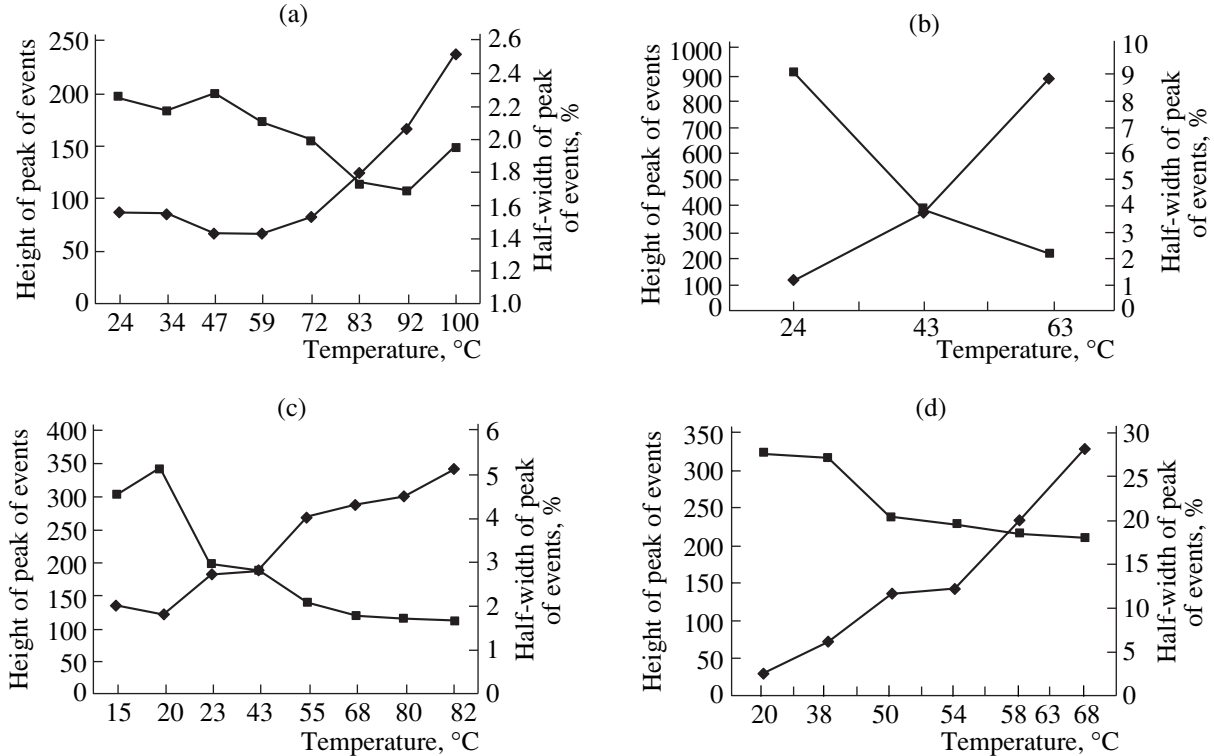 (a)
Height of peak of events
250
200
150
100
50
0
2.6
2.4
2.2
2.0
1.8
1.6
1.4
1.2
1.0
Half-width of peak
of events, %
24 34 47 59 72 83 92 100
Temperature, °C
(b)
Height of peak of events
1000
900
800
700
600
500
400
300
200
100
0
10
9
8
7
6
5
4
3
2
1
0
Half-width of peak
of events, %
24 43 63
Temperature, °C
(c)
Height of peak of events
400
350
300
250
200
150
100
50
0
6
5
4
3
2
1
0
Half-width of peak
of events, %
15 20 23 43 55 68 80 82
Temperature, °C
(d)
Height of peak of events
350
300
250
200
150
100
50
0
30
25
20
15
10
5
0
Half-width of peak
of events, %
20 38 50 54 58 63 68
Temperature, °C